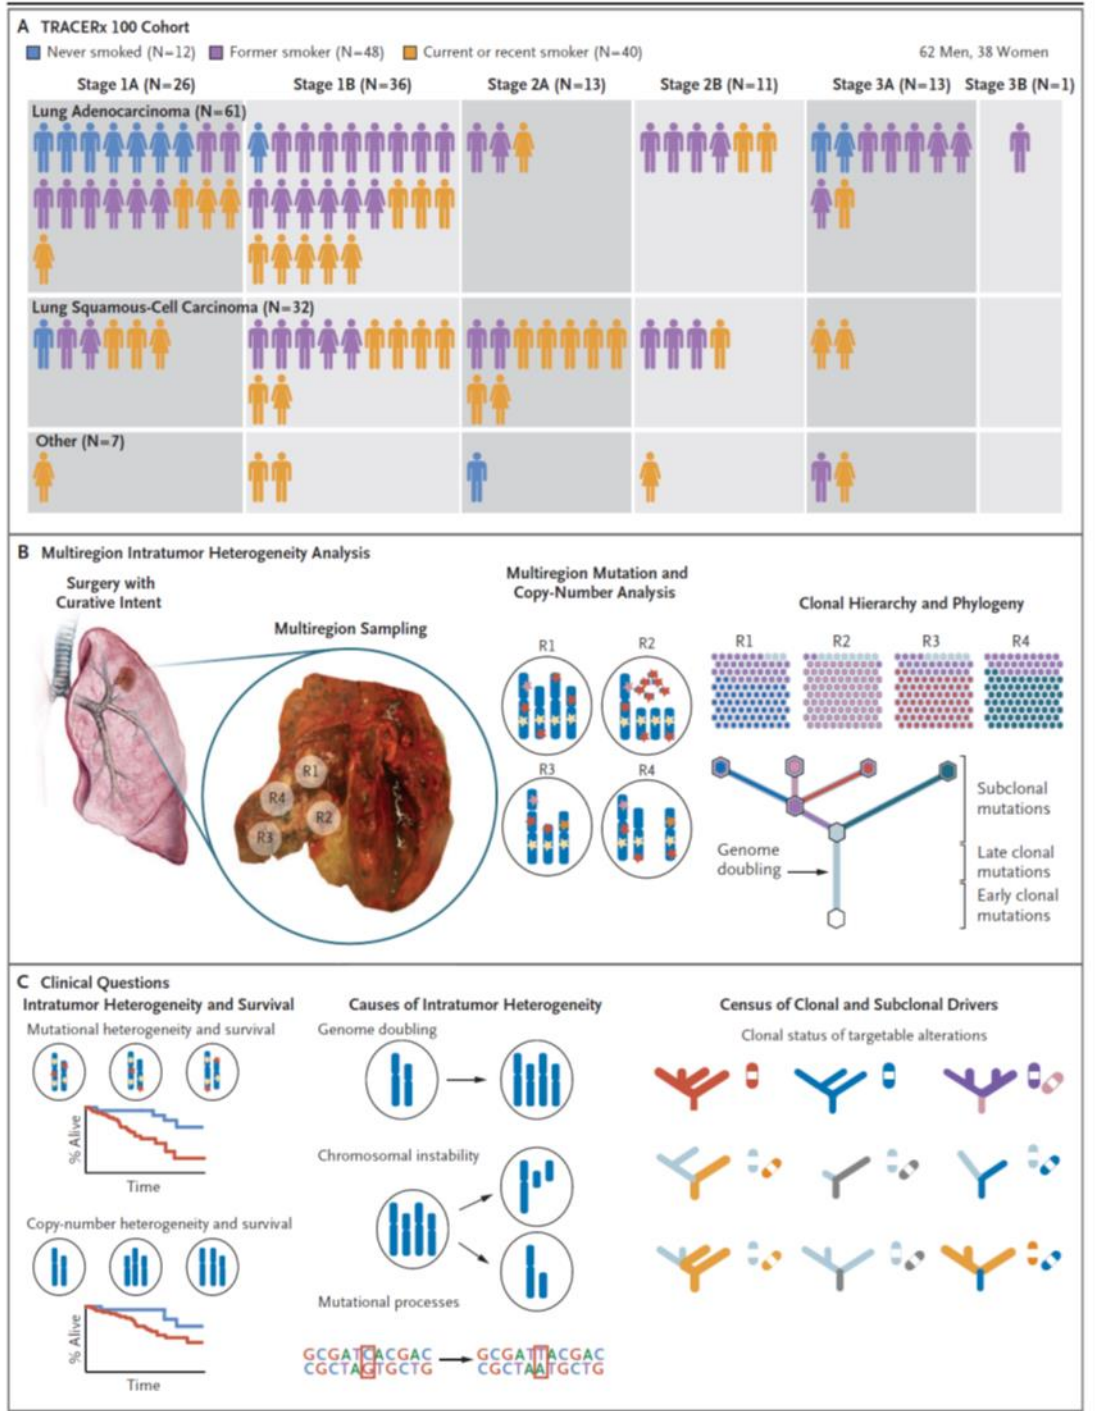 A TRACERx 100 Cohort
Never smoked (N=12) Former smoker (N=48) Current or recent smoker (N=40) 62 Men, 38 Women
Stage 1A (N=26) Stage 1B (N=36) Stage 2A (N=13) Stage 2B (N=11) Stage 3A (N=13) Stage 3B (N=1)
Lung Adenocarcinoma (N=61)
Lung Squamous-Cell Carcinoma (N=32)
Other (N=7)
B Multiregion Intratumor Heterogeneity Analysis
Surgery with
Curative Intent
Multiregion Sampling
R1
R4
R2
R3
Multiregion Mutation and
Copy-Number Analysis
R1 R2
R3 R4
Clonal Hierarchy and Phylogeny
R1 R2 R3 R4
Subclonal
mutations
Genome
doubling
Late clonal
mutations
Early clonal
mutations
C Clinical Questions
Intratumor Heterogeneity and Survival
Mutational heterogeneity and survival
% Alive
Time
Copy-number heterogeneity and survival
% Alive
Time
Causes of Intratumor Heterogeneity
Genome doubling
Chromosomal instability
Mutational processes
GCGATCACGAC GCGATTACGAC
CGCTAGTGCTG CGCTAATGCTG
Census of Clonal and Subclonal Drivers
Clonal status of targetable alterations